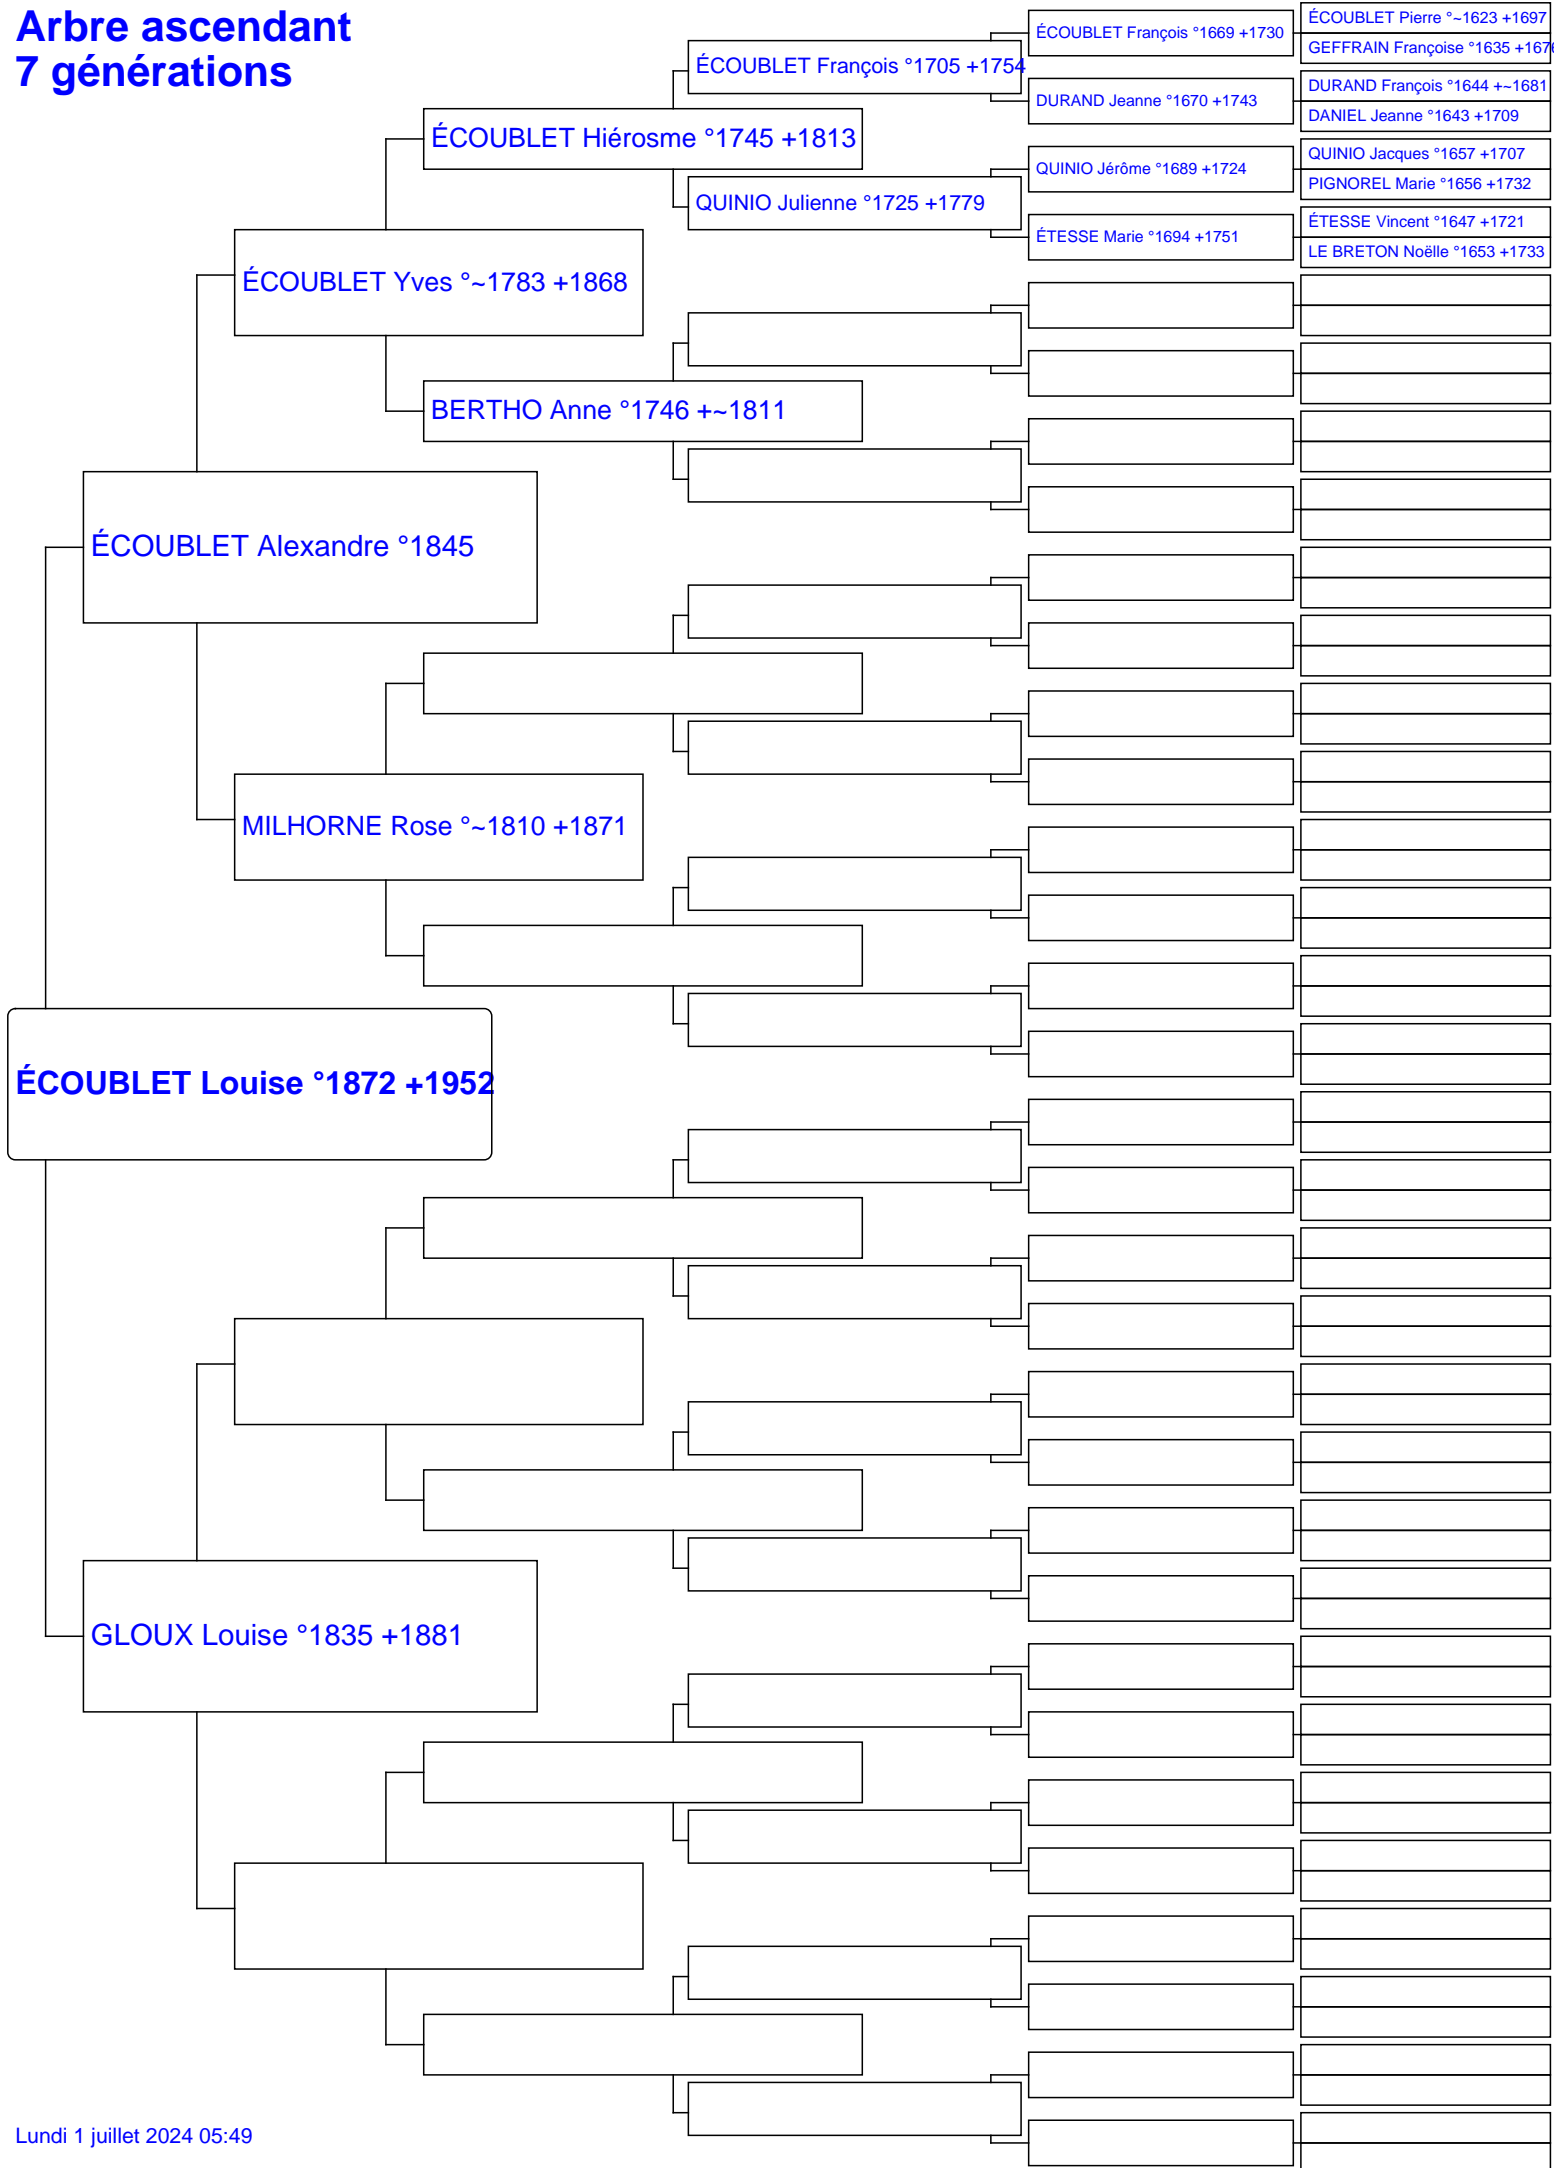 Arbre ascendant
7 générations
ÉCOUBLET Louise °1872 +1952
ÉCOUBLET Alexandre °1845
GLOUX Louise °1835 +1881
ÉCOUBLET Yves °~1783 +1868
MILHORNE Rose °~1810 +1871
ÉCOUBLET Hiérosme °1745 +1813
BERTHO Anne °1746 +~1811
ÉCOUBLET François °1705 +1754
QUINIO Julienne °1725 +1779
ÉCOUBLET François °1669 +1730
DURAND Jeanne °1670 +1743
QUINIO Jérôme °1689 +1724
ÉTESSE Marie °1694 +1751
ÉCOUBLET Pierre °~1623 +1697
GEFFRAIN Françoise °1635 +1676
DURAND François °1644 +~1681
DANIEL Jeanne °1643 +1709
QUINIO Jacques °1657 +1707
PIGNOREL Marie °1656 +1732
ÉTESSE Vincent °1647 +1721
LE BRETON Noëlle °1653 +1733
Lundi 1 juillet 2024 05:49